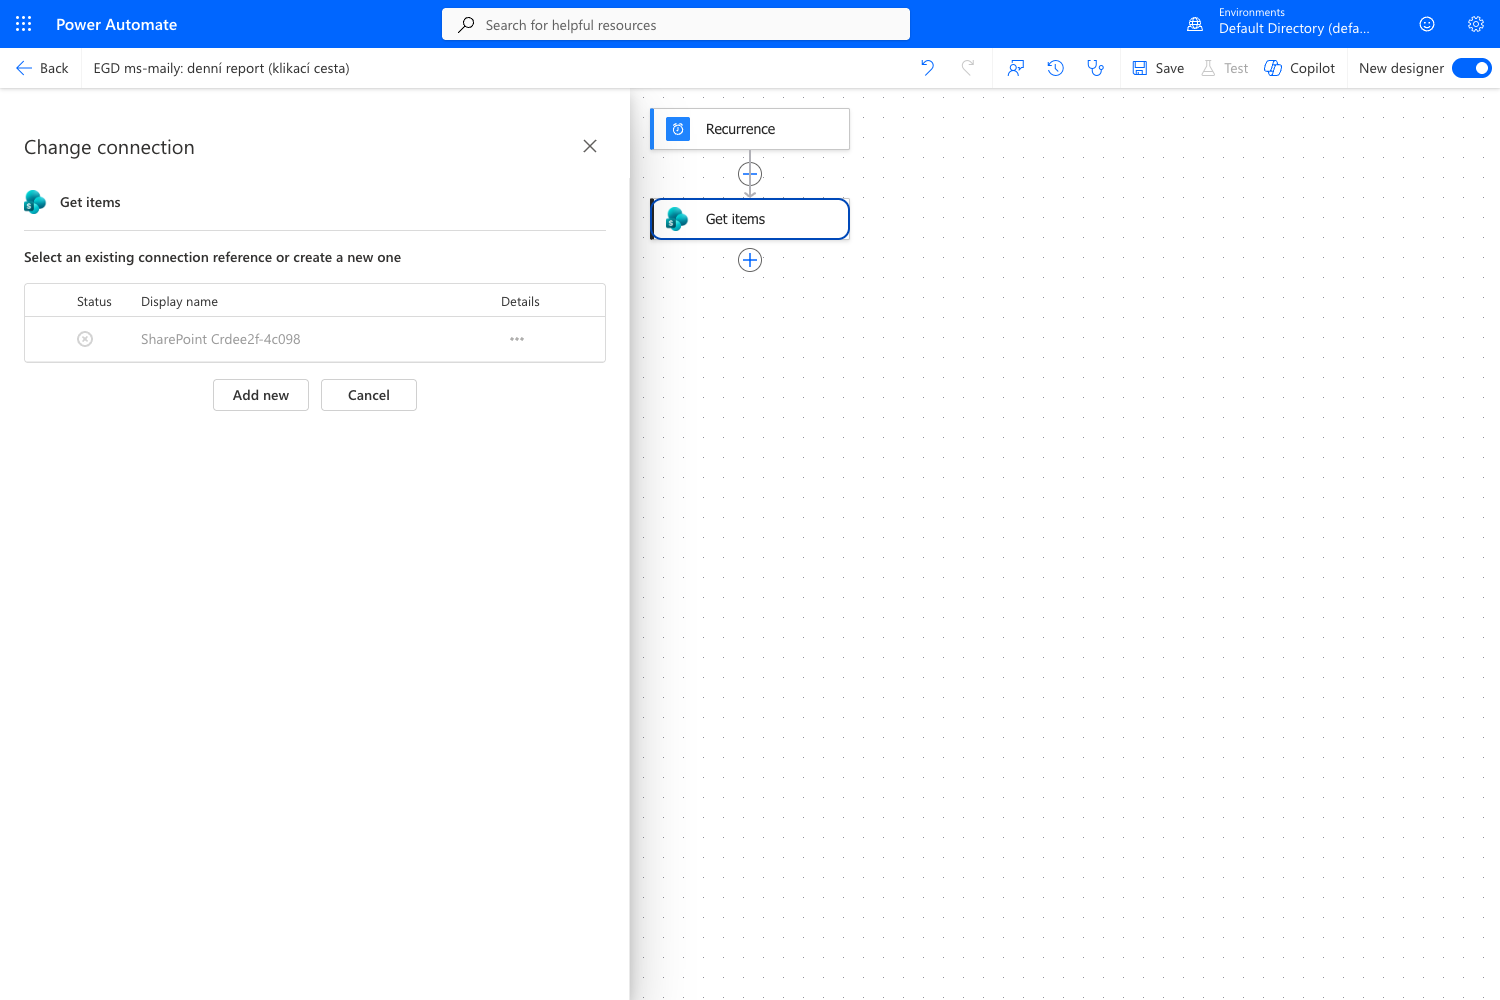 Power Automate
Search for helpful resources
Environments
Default Directory (defa...
Back
EGD ms-maily: denní report (klikací cesta)
Save
Test
Copilot
New designer
Change connection
Get items
Select an existing connection reference or create a new one
Status
Display name
Details
SharePoint Crdee2f-4c098
Add new
Cancel
Recurrence
Get items